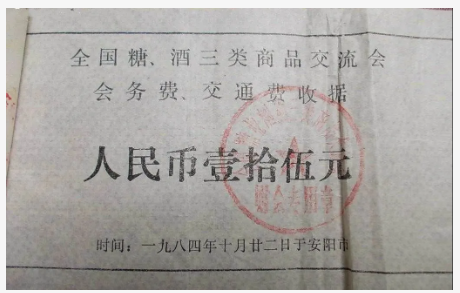 全国糖、酒三类商品交流会
会务费、交通费收据
人民币壹拾伍元
时间：一九八四年十月廿二日于安阳市